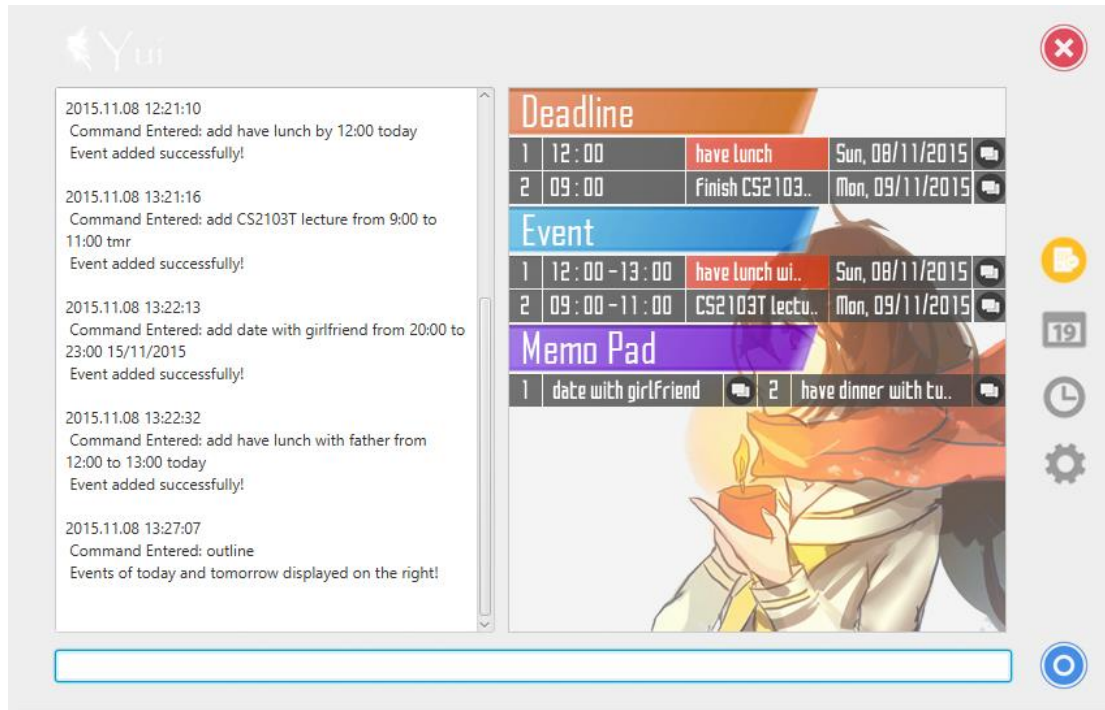 Yui
2015.11.08 12:21:10
Command Entered: add have lunch by 12:00 today
Event added successfully!
2015.11.08 13:21:16
Command Entered: add CS2103T lecture from 9:00 to
11:00 tmr
Event added successfully!
2015.11.08 13:22:13
Command Entered: add date with girlfriend from 20:00 to
23:00 15/11/2015
Event added successfully!
2015.11.08 13:22:32
Command Entered: add have lunch with father from
12:00 to 13:00 today
Event added successfully!
2015.11.08 13:27:07
Command Entered: outline
Events of today and tomorrow displayed on the right!
Deadline
1 12:00 have lunch Sun, 08/11/2015
2 09:00 Finish CS2103.. Mon, 09/11/2015
Event
1 12:00-13:00 have lunch wi.. Sun, 08/11/2015
2 09:00-11:00 CS2103T lectu.. Mon, 09/11/2015
Memo Pad
1 date with girlfriend 2 have dinner with tu..
19